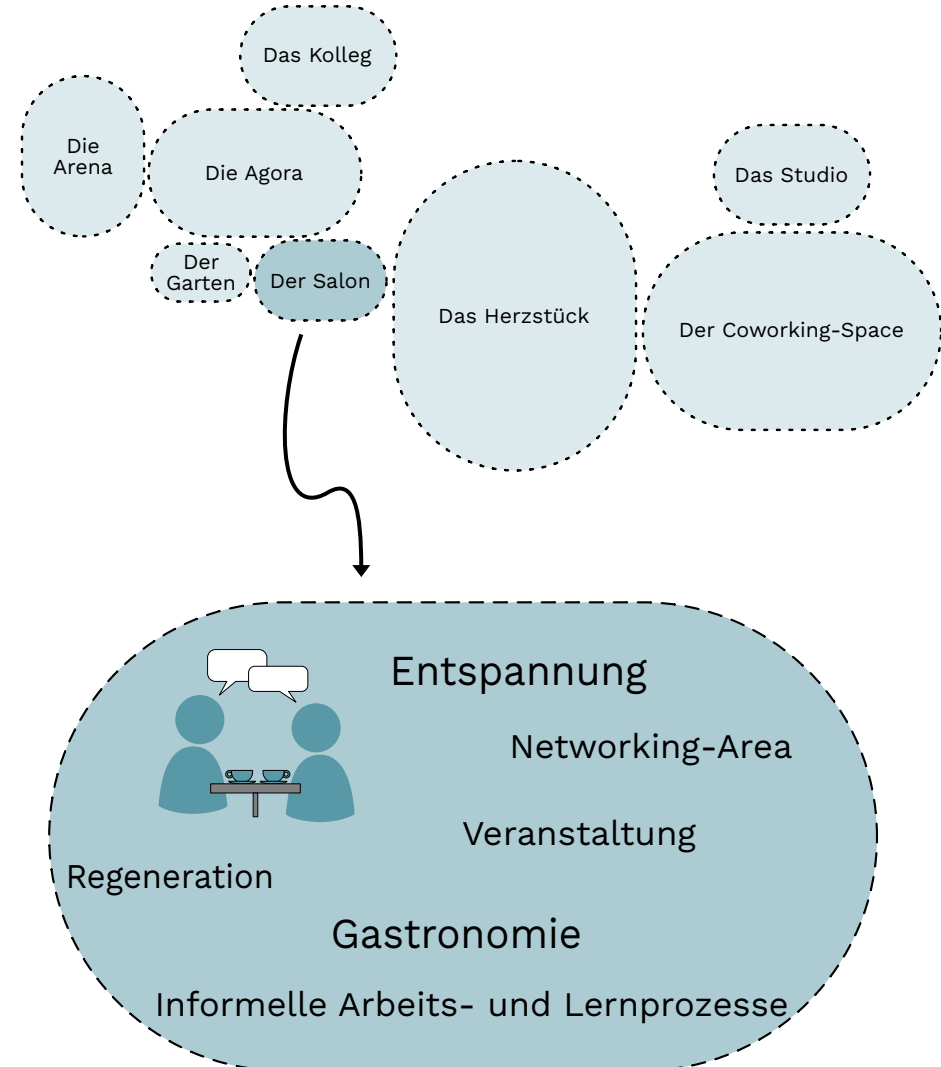 Das Kolleg
Die
Arena
Die Agora
Das Studio
Der
Garten
Der Salon
Das Herzstück
Der Coworking-Space
Entspannung
Networking-Area
Veranstaltung
Regeneration
Gastronomie
Informelle Arbeits- und Lernprozesse